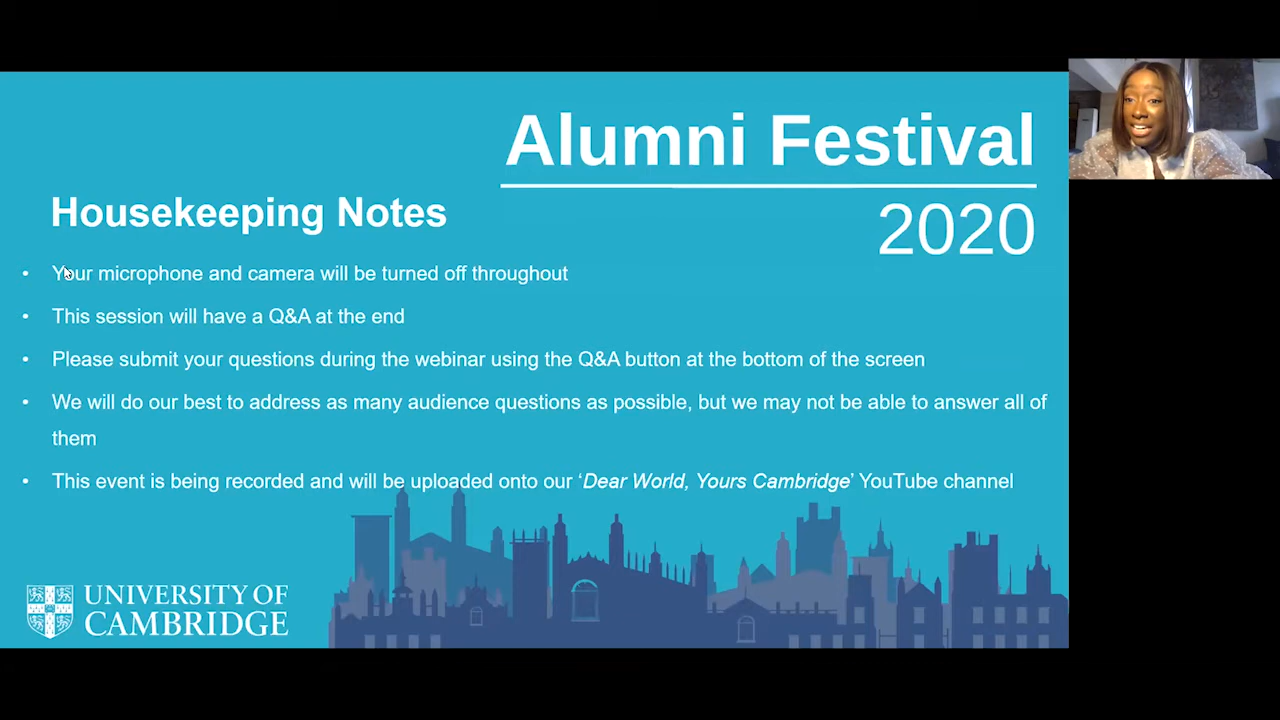 Alumni Festival
2020
Housekeeping Notes
• Your microphone and camera will be turned off throughout
• This session will have a Q&A at the end
• Please submit your questions during the webinar using the Q&A button at the bottom of the screen
• We will do our best to address as many audience questions as possible, but we may not be able to answer all of
them
• This event is being recorded and will be uploaded onto our ‘Dear World, Yours Cambridge’ YouTube channel
UNIVERSITY OF
CAMBRIDGE